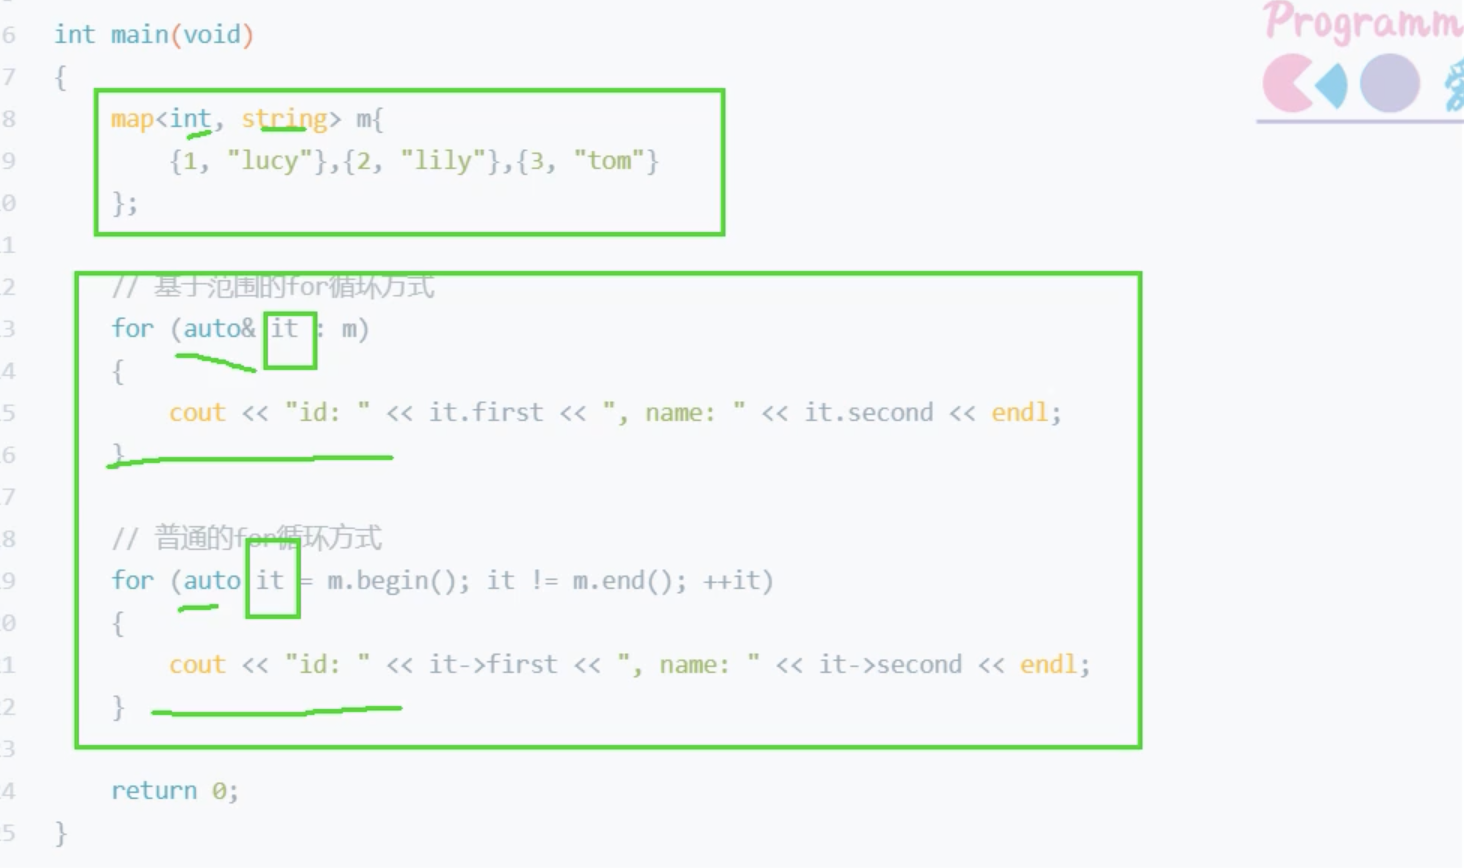 Programm
爱
6 int main(void)
7 {
8 map<int, string> m{
9 {1, "lucy"},{2, "lily"},{3, "tom"}
0 };
1
2 // 基于范围的for循环方式
3 for (auto& it : m)
4 {
5 cout << "id: " << it.first << ", name: " << it.second << endl;
6 }
7
8 // 普通的for循环方式
9 for (auto it = m.begin(); it != m.end(); ++it)
0 {
1 cout << "id: " << it->first << ", name: " << it->second << endl;
2 }
3
4 return 0;
5 }